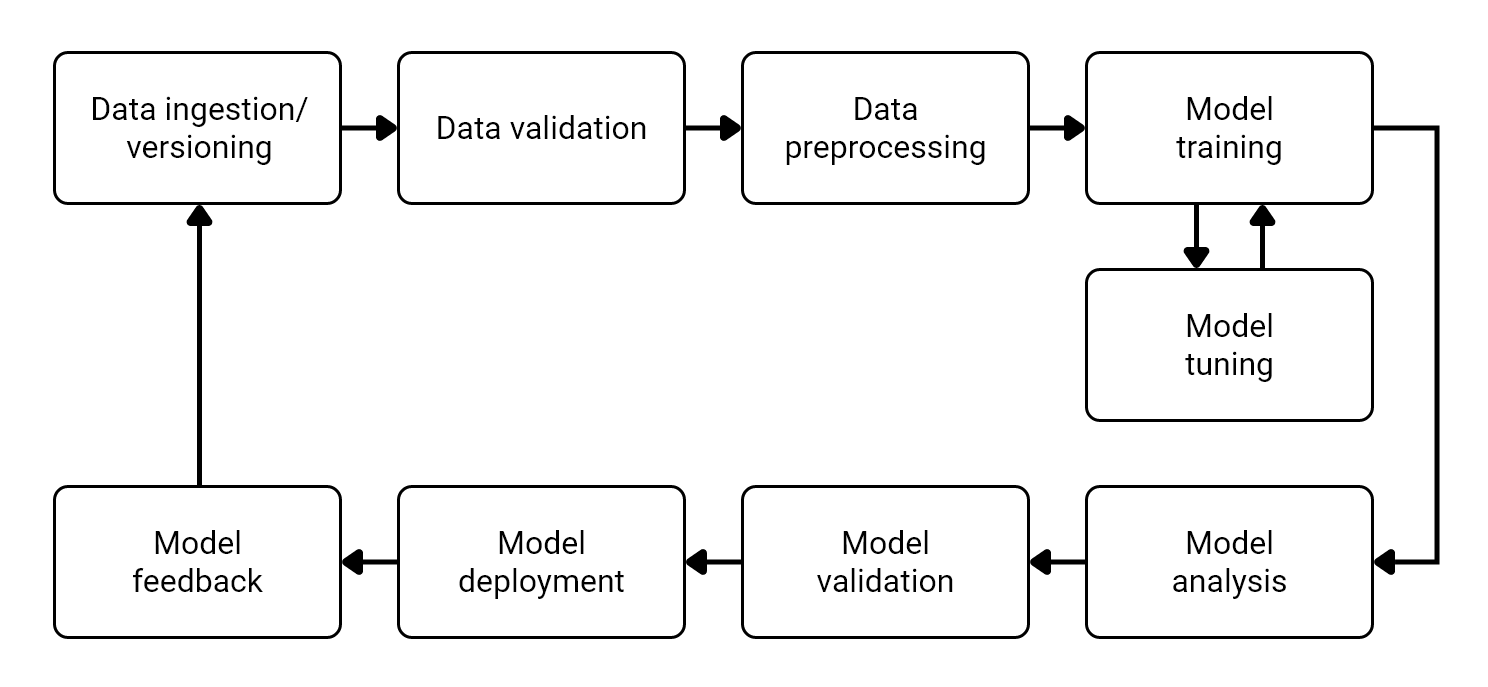 Data ingestion/
versioning
Data validation
Data
preprocessing
Model
training
Model
tuning
Model
analysis
Model
validation
Model
deployment
Model
feedback